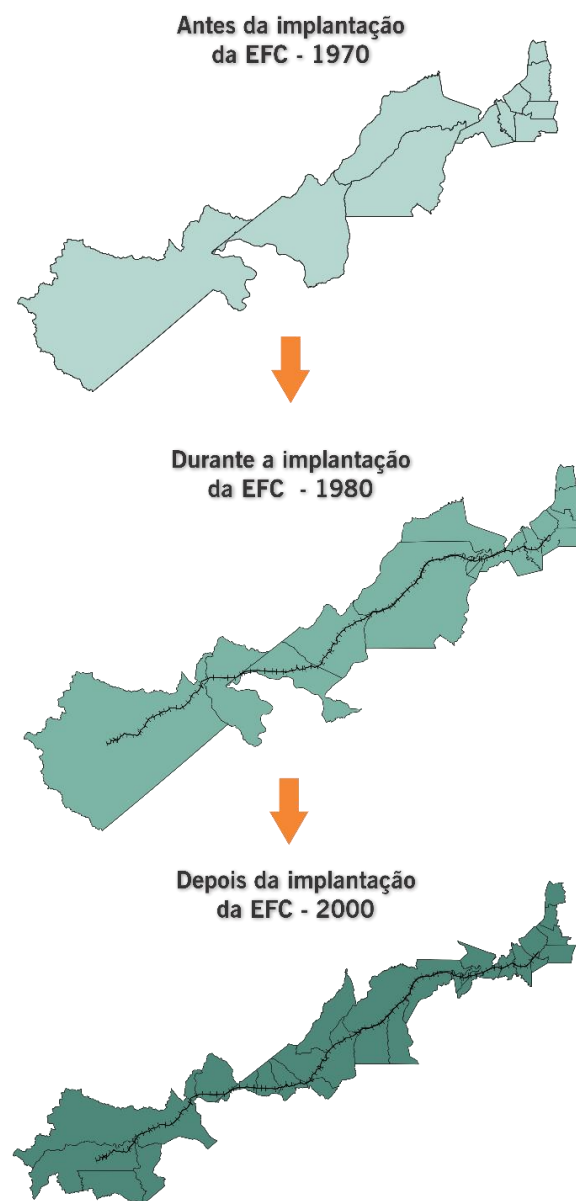 Antes da implantação
da EFC - 1970
Durante a implantação
da EFC - 1980
Depois da implantação
da EFC - 2000